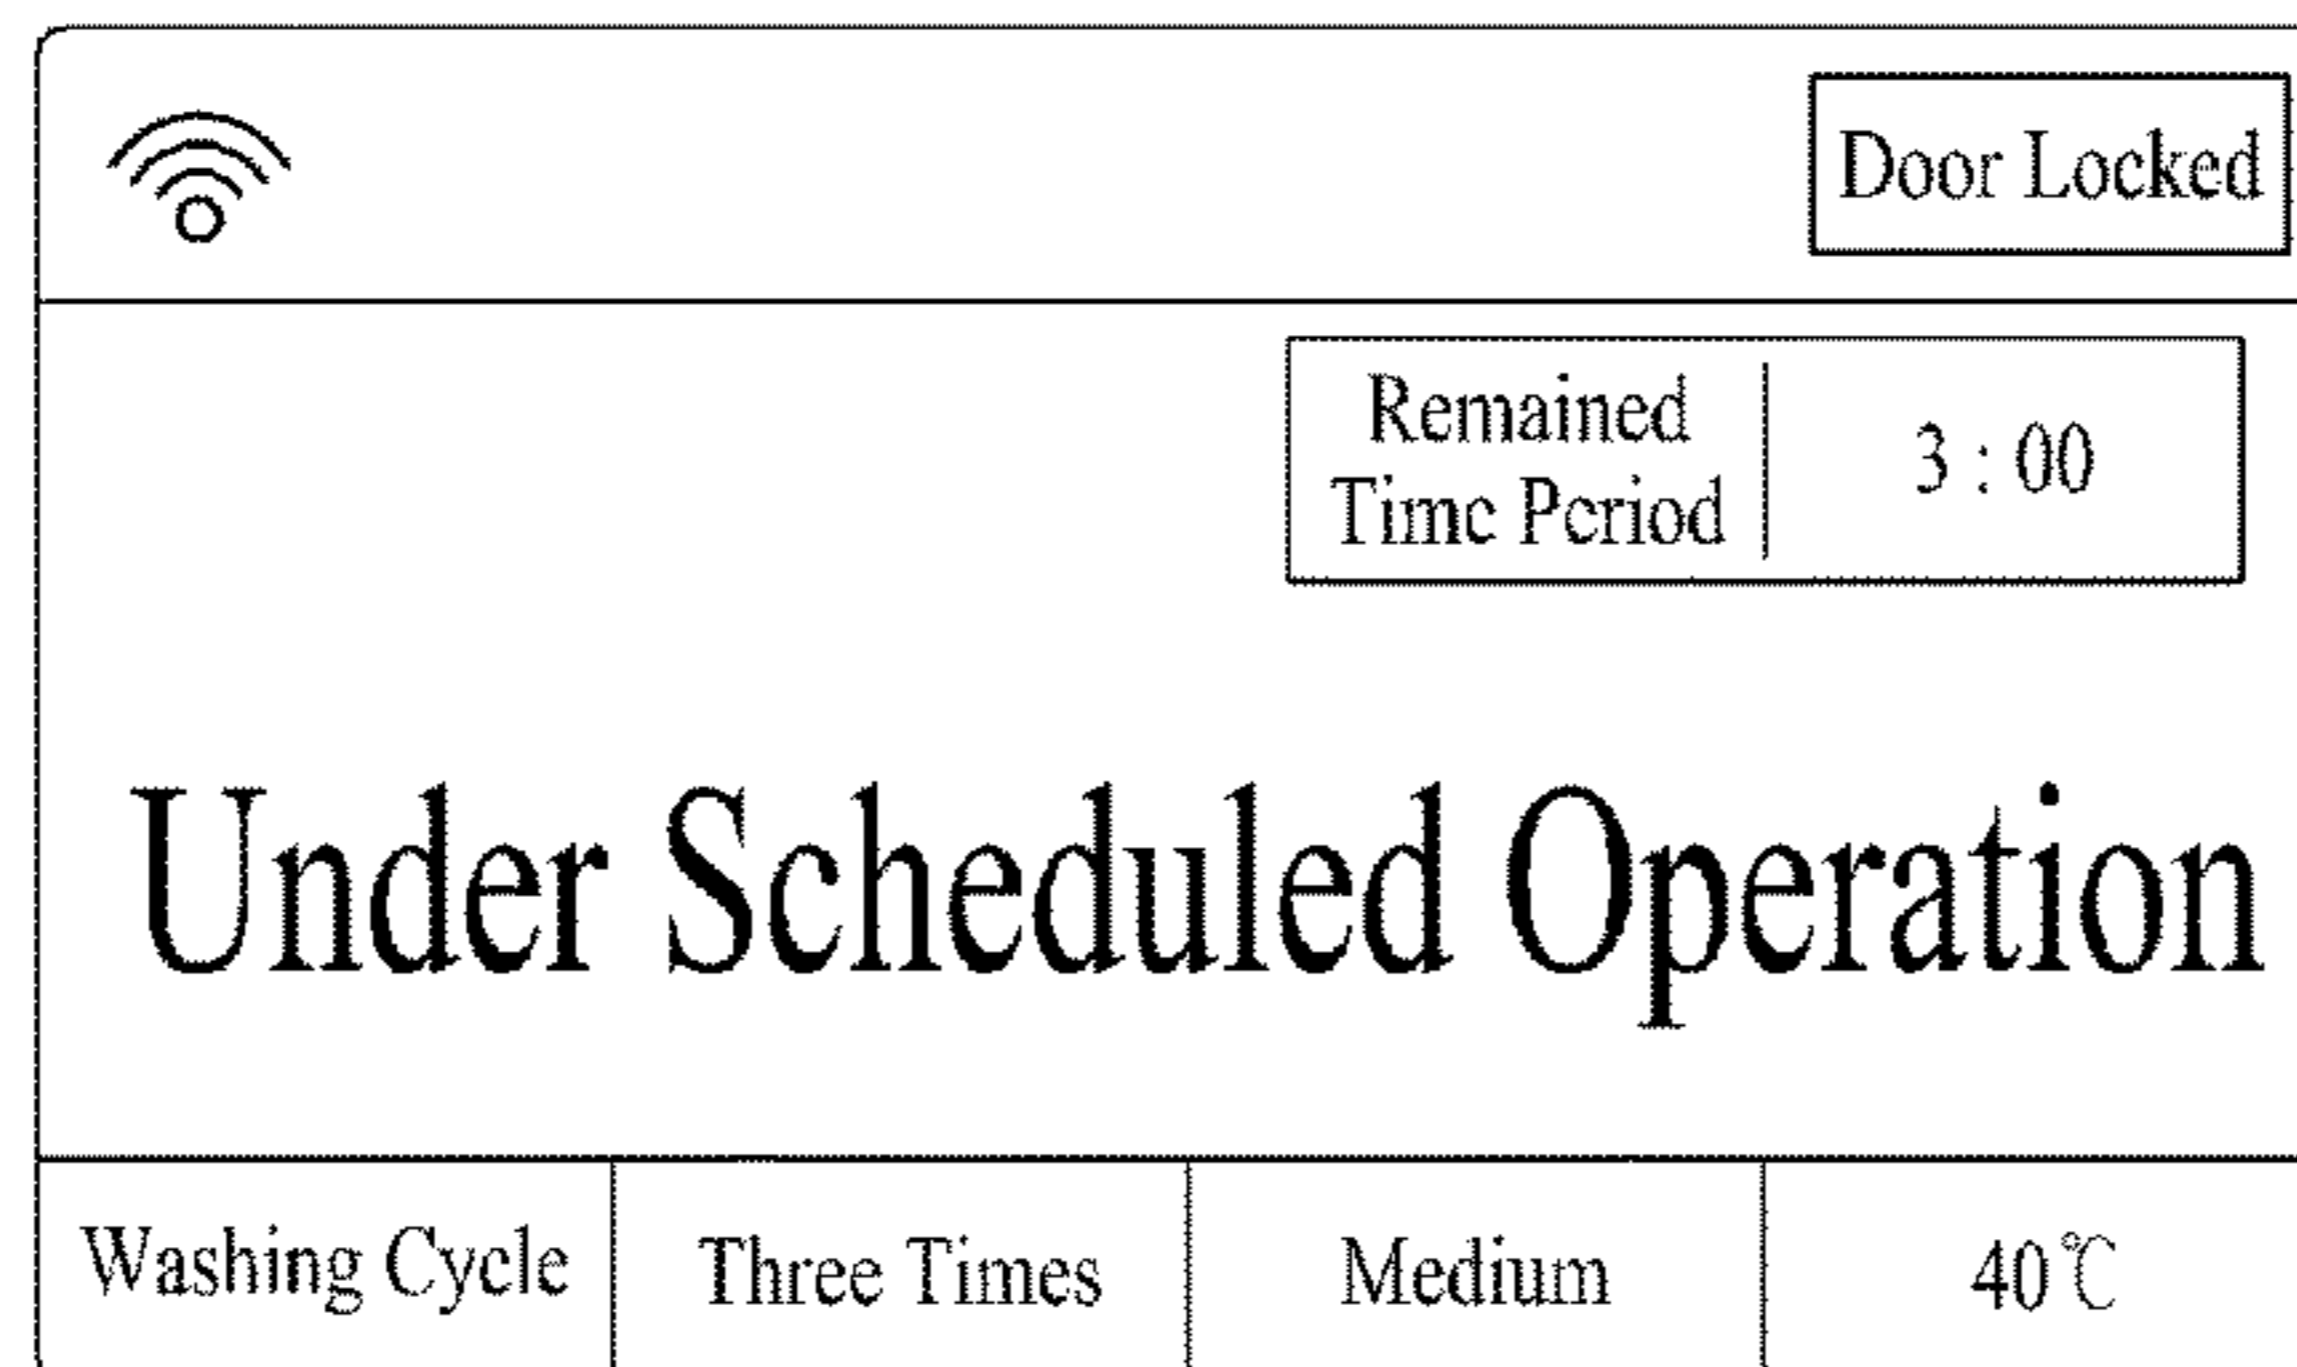 Door Locked
Remained
Time Period
3 : 00
Under Scheduled Operation
Washing Cycle
Three Times
Medium
40℃